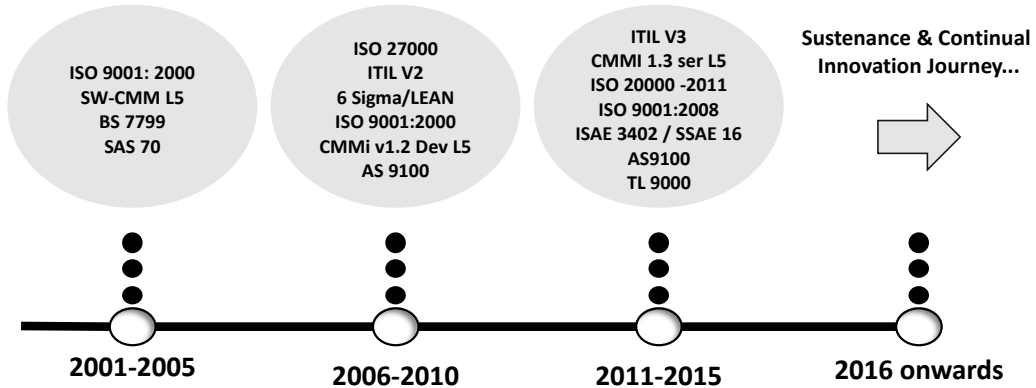 ISO 9001: 2000
SW-CMM L5
BS 7799
SAS 70
ISO 27000
ITIL V2
6 Sigma/LEAN
ISO 9001:2000
CMMi v1.2 Dev L5
AS 9100
ITIL V3
CMMI 1.3 ser L5
ISO 20000 -2011
ISO 9001:2008
ISAE 3402 / SSAE 16
AS9100
TL 9000
Sustenance & Continual
Innovation Journey...
2001-2005
2006-2010
2011-2015
2016 onwards